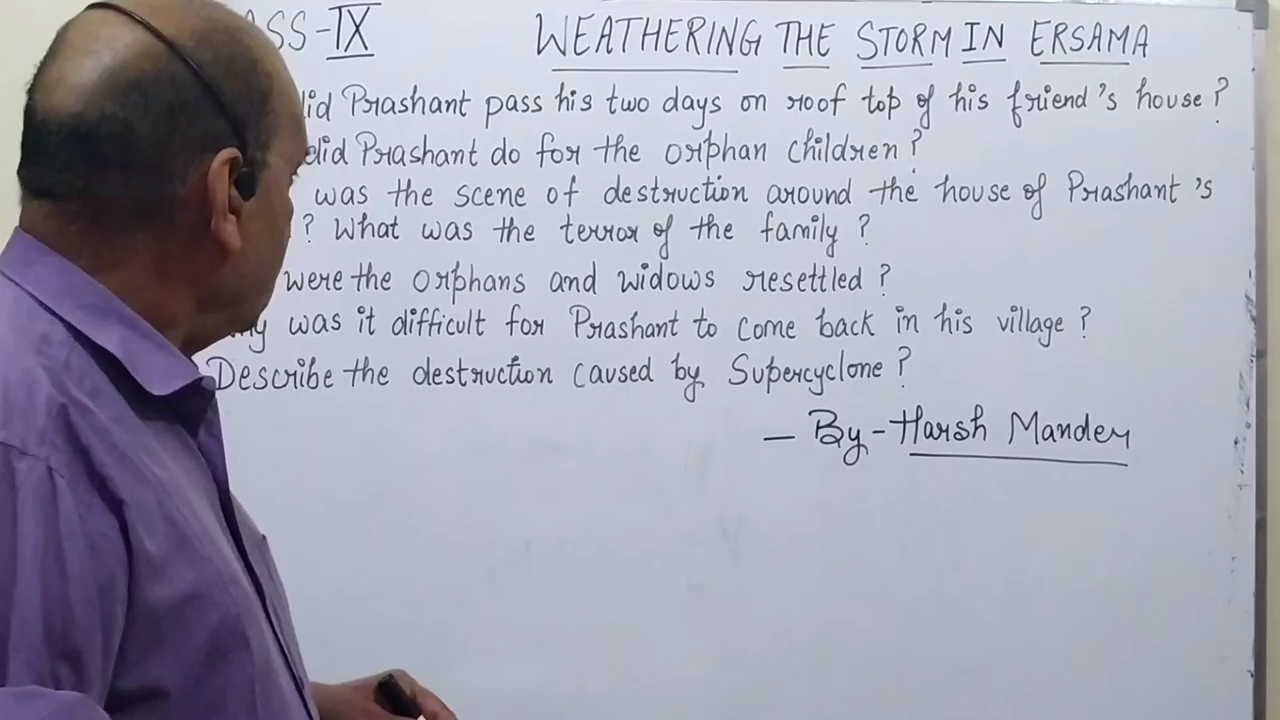 ASS-IX WEATHERING THE STORM IN ERSAMA
did Prashant pass his two days on roof top of his friend's house?
did Prashant do for the orphan children?
was the scene of destruction around the house of Prashant's
? What was the terror of the family?
were the orphans and widows resettled?
was it difficult for Prashant to come back in his village?
Describe the destruction caused by Supercyclone?
- By-Harsh Mander